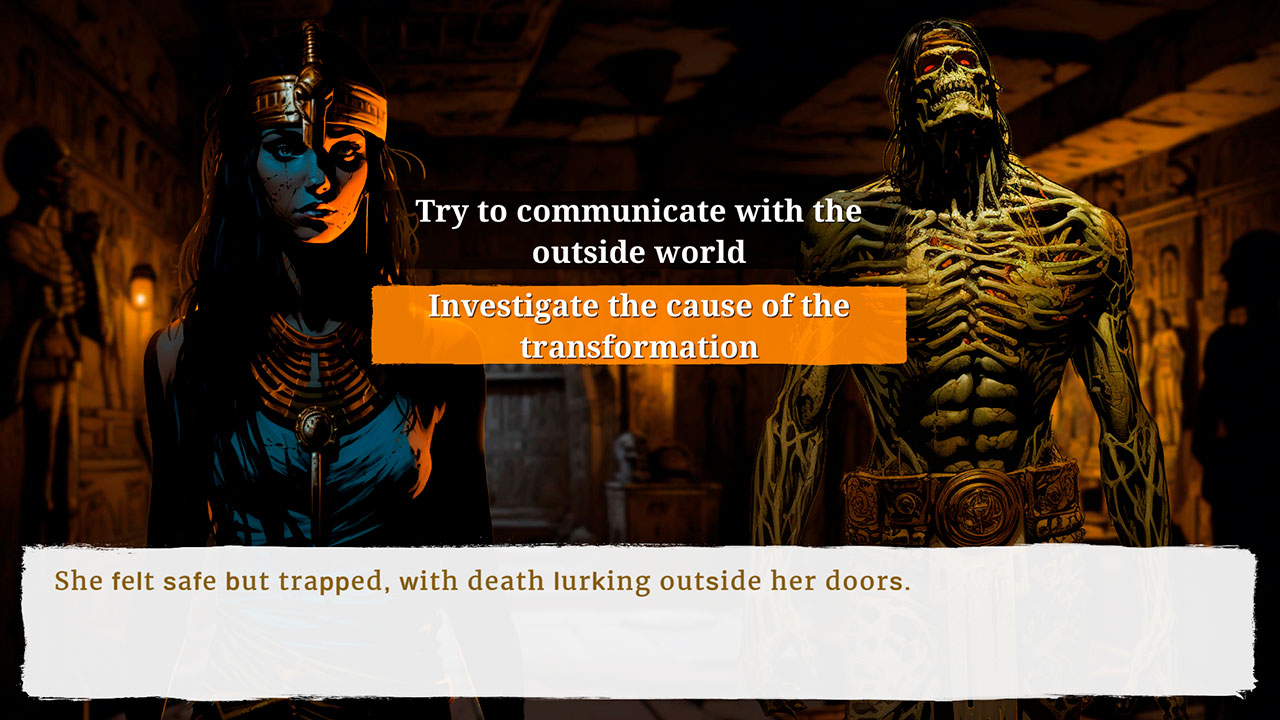 Try to communicate with the
outside world
Investigate the cause of the
transformation
She felt safe but trapped, with death lurking outside her doors.